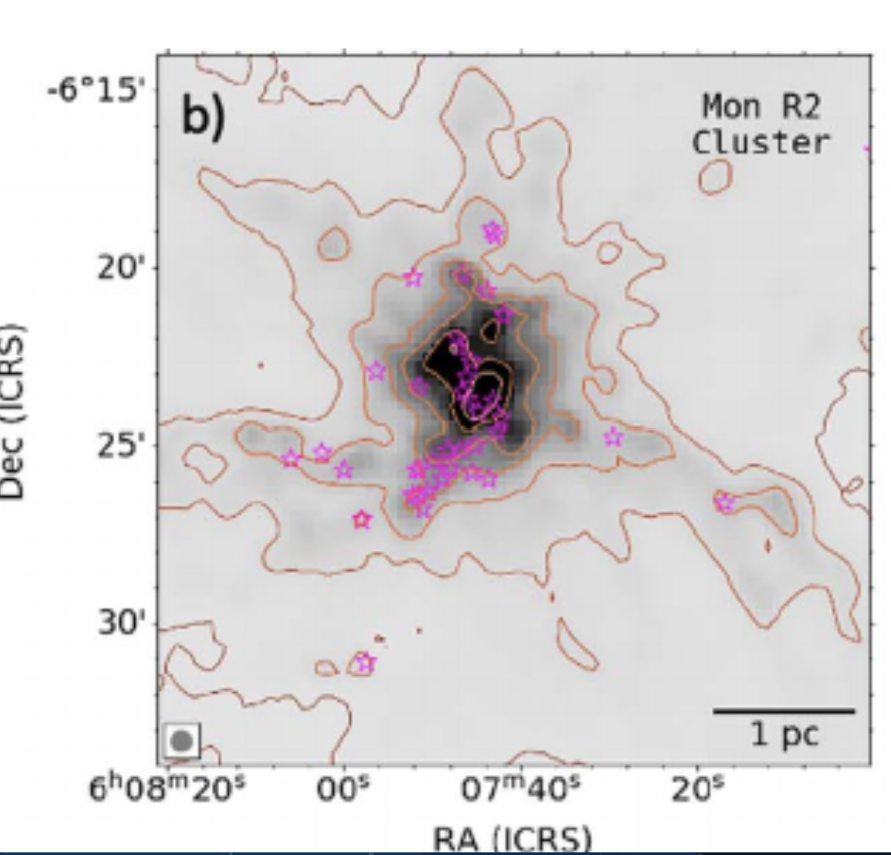 -6°15'
b)
Mon R2
Cluster
20'
25'
30'
Dec (ICRS)
1 pc
6ʰ08ᵐ20ˢ 00ˢ 07ᵐ40ˢ 20ˢ
RA (ICRS)